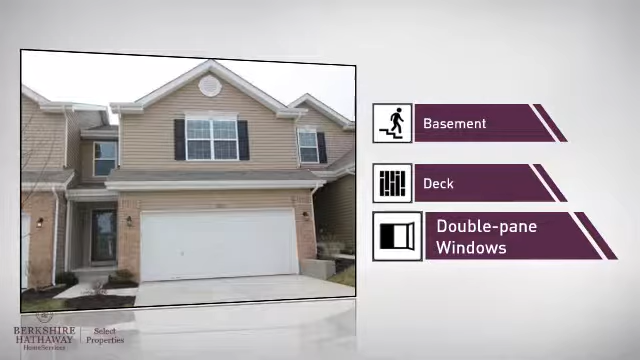 Basement
Deck
Double-pane
Windows
BERKSHIRE
HATHAWAY
HomeServices
Select
Properties